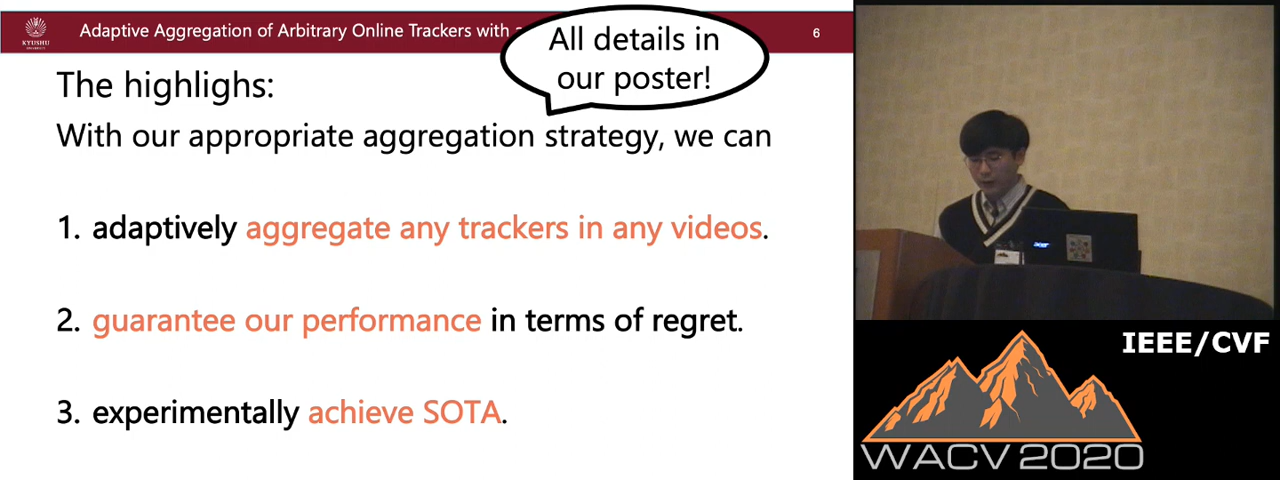 KYUSHU
Adaptive Aggregation of Arbitrary Online Trackers with
6
All details in
our poster!
The highlighs:
With our appropriate aggregation strategy, we can
1. adaptively aggregate any trackers in any videos.
2. guarantee our performance in terms of regret.
3. experimentally achieve SOTA.
acer
IEEE/CVF
WACV 2020